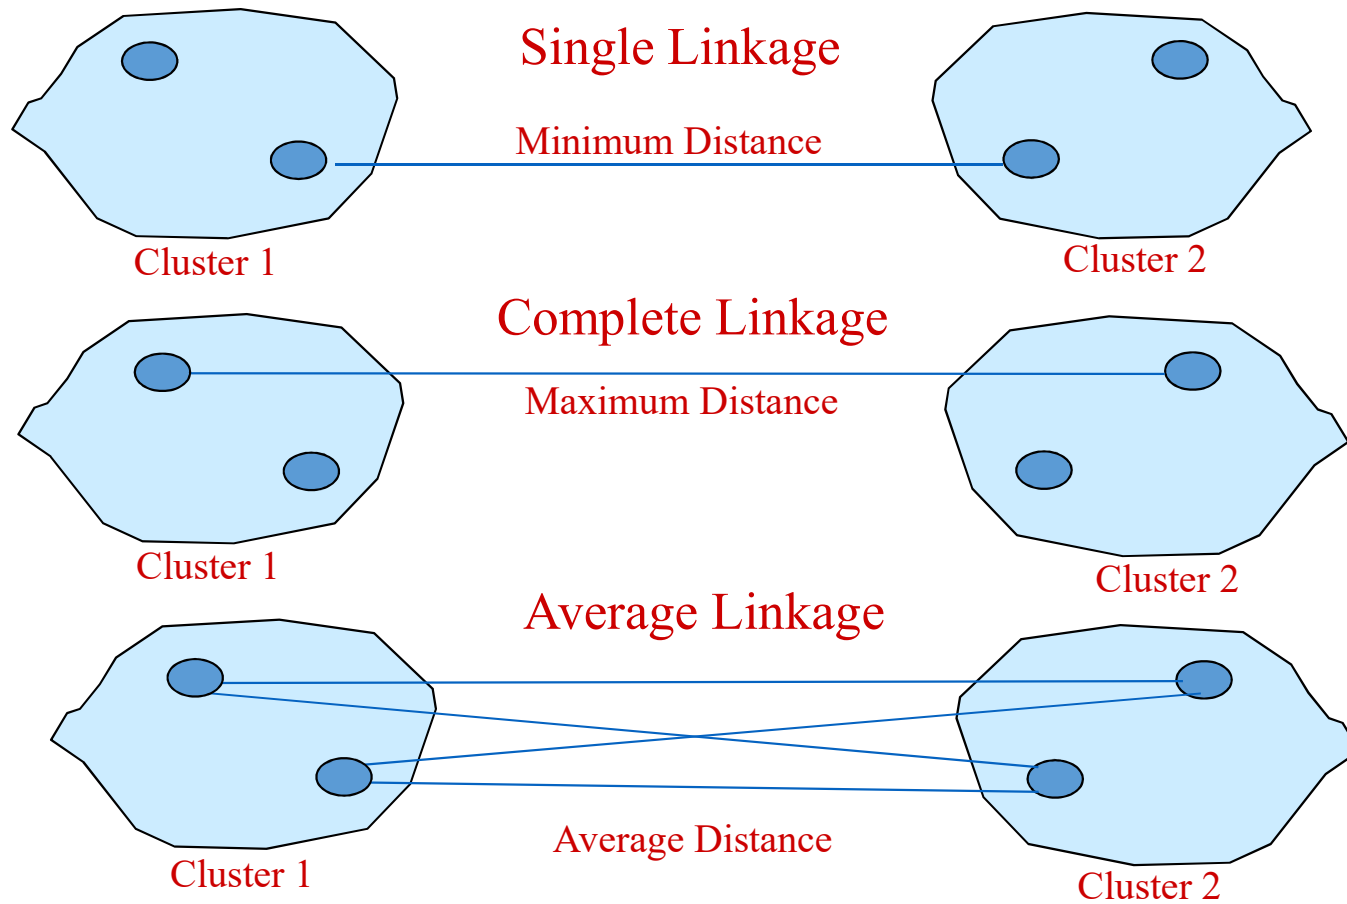 Single Linkage
Minimum Distance
Cluster 1
Cluster 2
Complete Linkage
Maximum Distance
Cluster 1
Cluster 2
Average Linkage
Average Distance
Cluster 1
Cluster 2